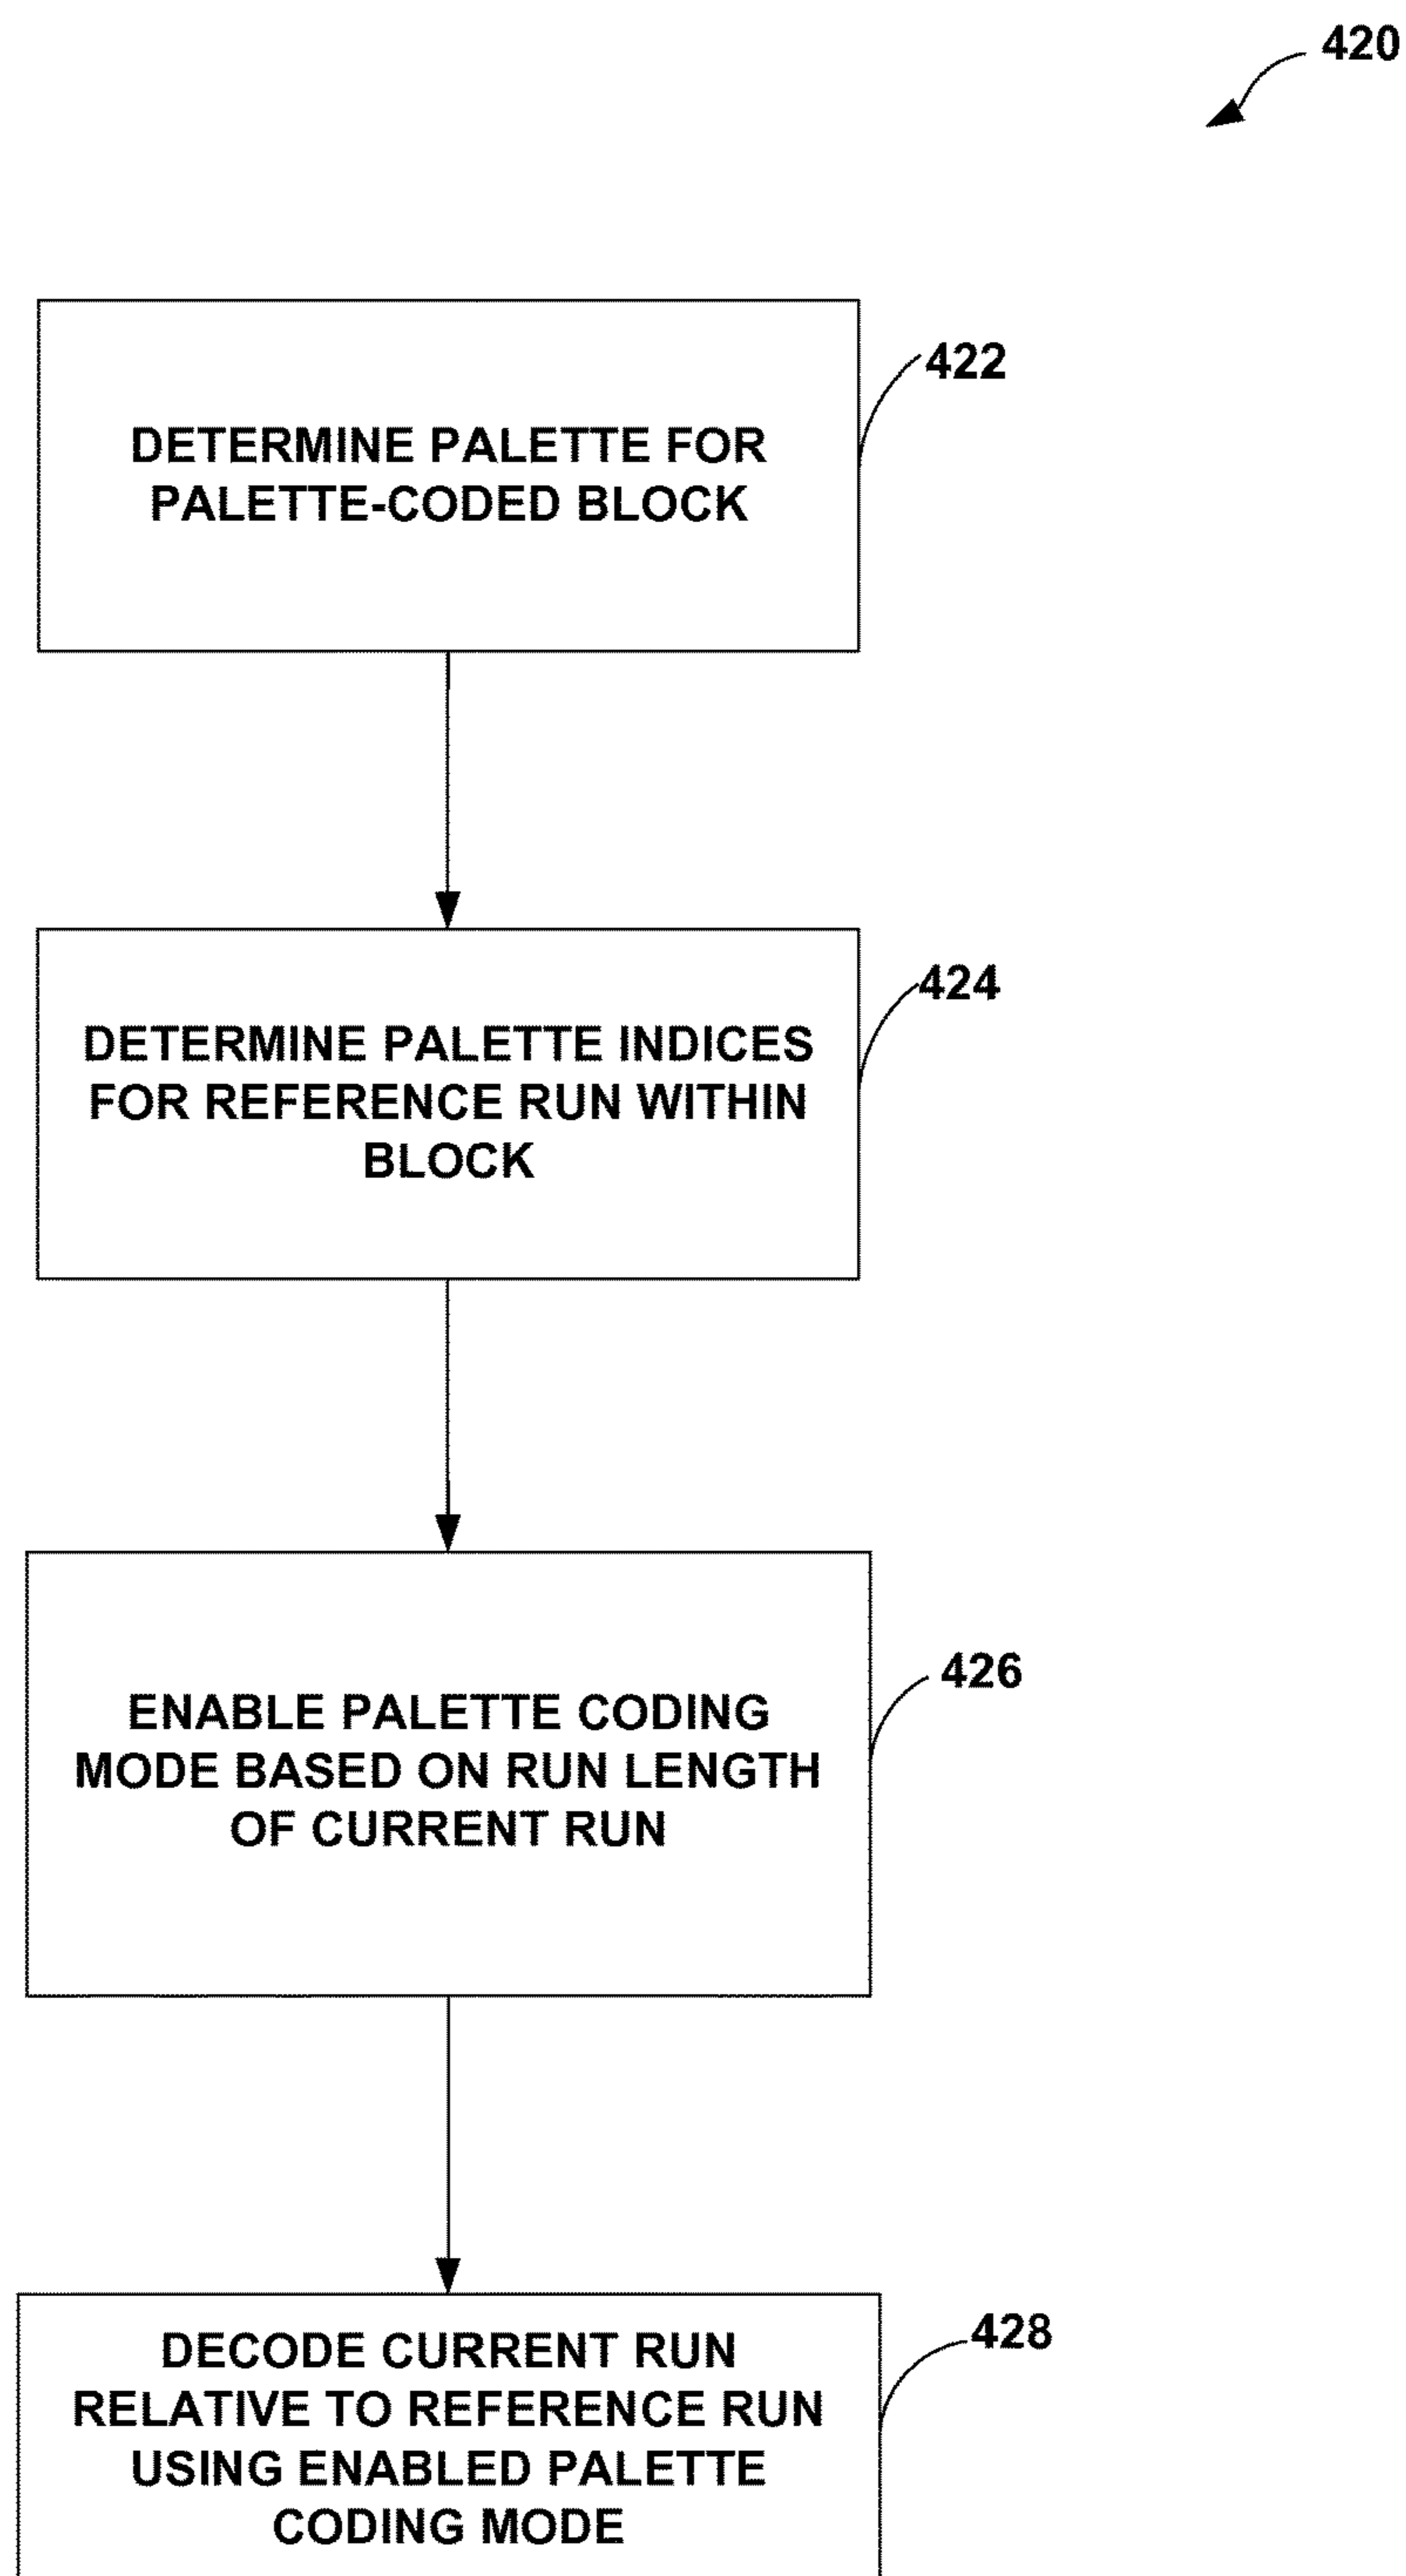 420
422
DETERMINE PALETTE FOR
PALETTE-CODED BLOCK
424
DETERMINE PALETTE INDICES
FOR REFERENCE RUN WITHIN
BLOCK
426
ENABLE PALETTE CODING
MODE BASED ON RUN LENGTH
OF CURRENT RUN
428
DECODE CURRENT RUN
RELATIVE TO REFERENCE RUN
USING ENABLED PALETTE
CODING MODE